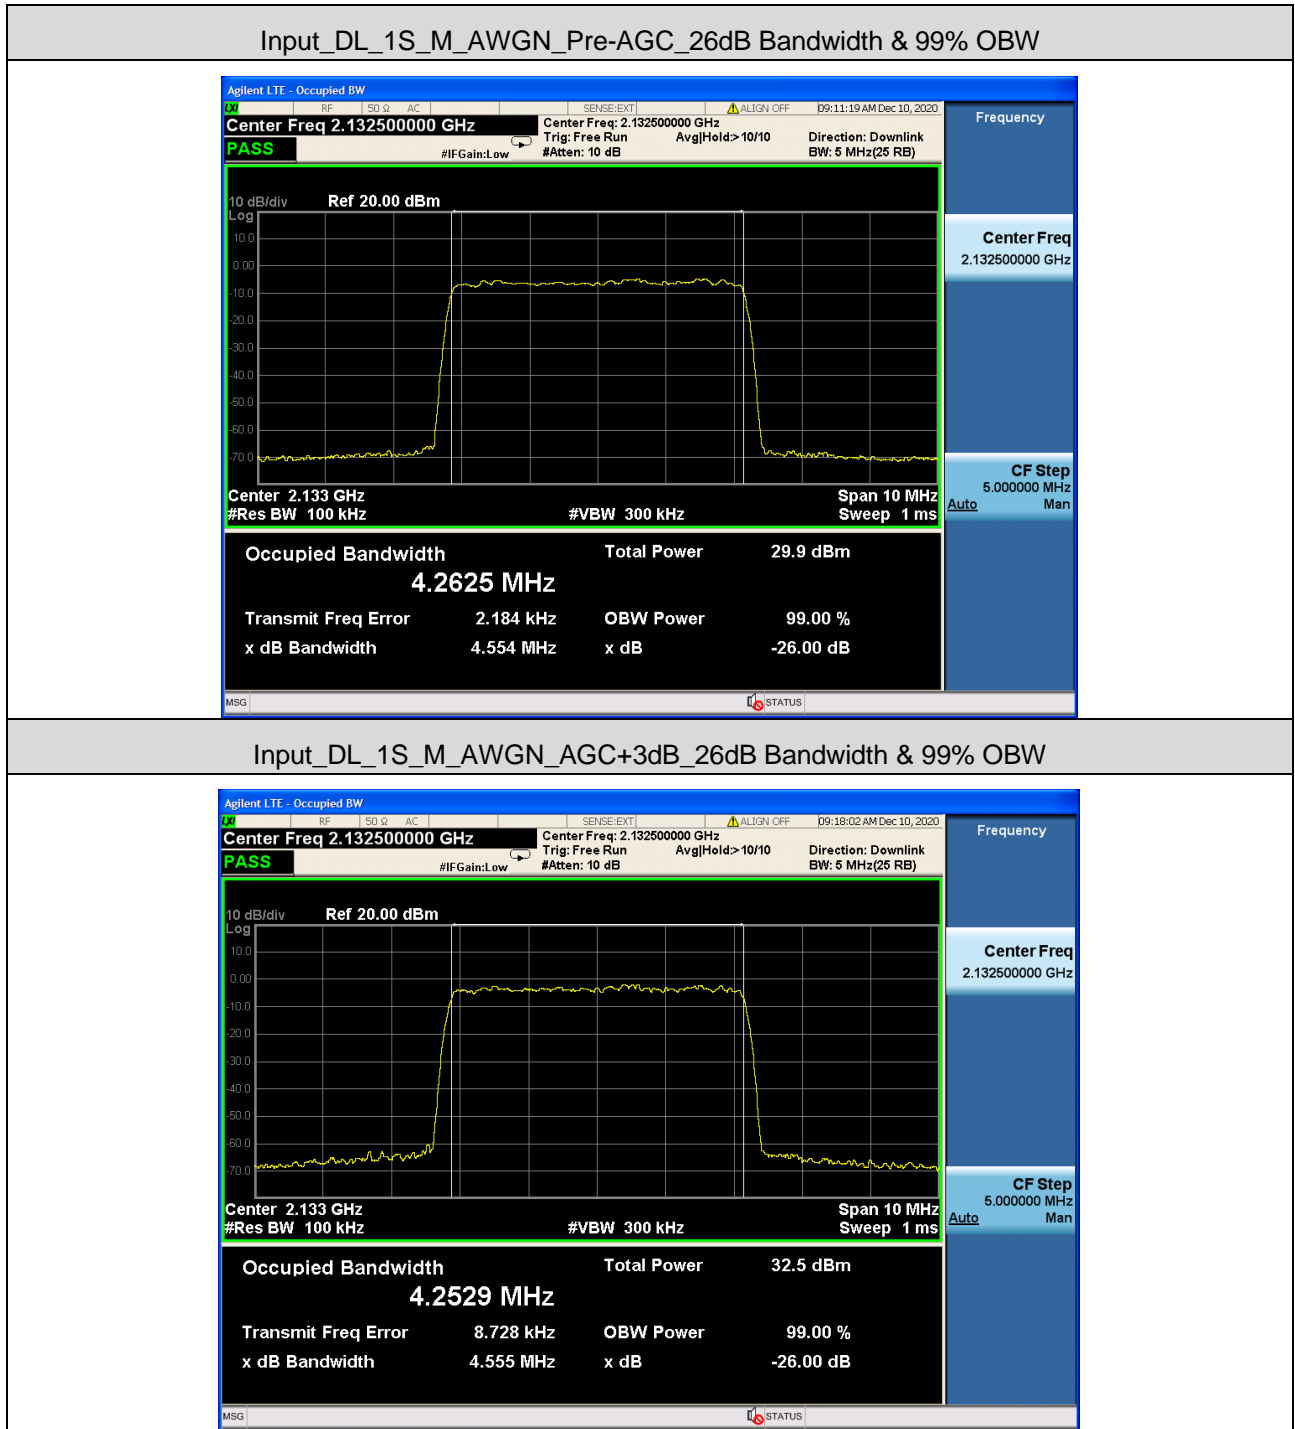 Input_DL_1S_M_AWGN_Pre-AGC_26dB Bandwidth & 99% OBW
Agilent LTE - Occupied BW
LXI RF 50 Ω AC SENSE:EXT ALIGN OFF 09:11:19 AM Dec 10, 2020
Center Freq 2.132500000 GHz
PASS
#IFGain:Low
Center Freq: 2.132500000 GHz
Trig: Free Run Avg|Hold:>10/10
#Atten: 10 dB
Direction: Downlink
BW: 5 MHz(25 RB)
Frequency
10 dB/div Ref 20.00 dBm
Log
10.0
0.00
-10.0
-20.0
-30.0
-40.0
-50.0
-60.0
-70.0
Center Freq
2.132500000 GHz
CF Step
5.000000 MHz
Auto Man
Center 2.133 GHz Span 10 MHz
#Res BW 100 kHz #VBW 300 kHz Sweep 1 ms
Occupied Bandwidth Total Power 29.9 dBm
4.2625 MHz
Transmit Freq Error 2.184 kHz OBW Power 99.00 %
x dB Bandwidth 4.554 MHz x dB -26.00 dB
MSG STATUS
Input_DL_1S_M_AWGN_AGC+3dB_26dB Bandwidth & 99% OBW
Agilent LTE - Occupied BW
LXI RF 50 Ω AC SENSE:EXT ALIGN OFF 09:18:02 AM Dec 10, 2020
Center Freq 2.132500000 GHz
PASS
#IFGain:Low
Center Freq: 2.132500000 GHz
Trig: Free Run Avg|Hold:>10/10
#Atten: 10 dB
Direction: Downlink
BW: 5 MHz(25 RB)
Frequency
10 dB/div Ref 20.00 dBm
Log
10.0
0.00
-10.0
-20.0
-30.0
-40.0
-50.0
-60.0
-70.0
Center Freq
2.132500000 GHz
CF Step
5.000000 MHz
Auto Man
Center 2.133 GHz Span 10 MHz
#Res BW 100 kHz #VBW 300 kHz Sweep 1 ms
Occupied Bandwidth Total Power 32.5 dBm
4.2529 MHz
Transmit Freq Error 8.728 kHz OBW Power 99.00 %
x dB Bandwidth 4.555 MHz x dB -26.00 dB
MSG STATUS